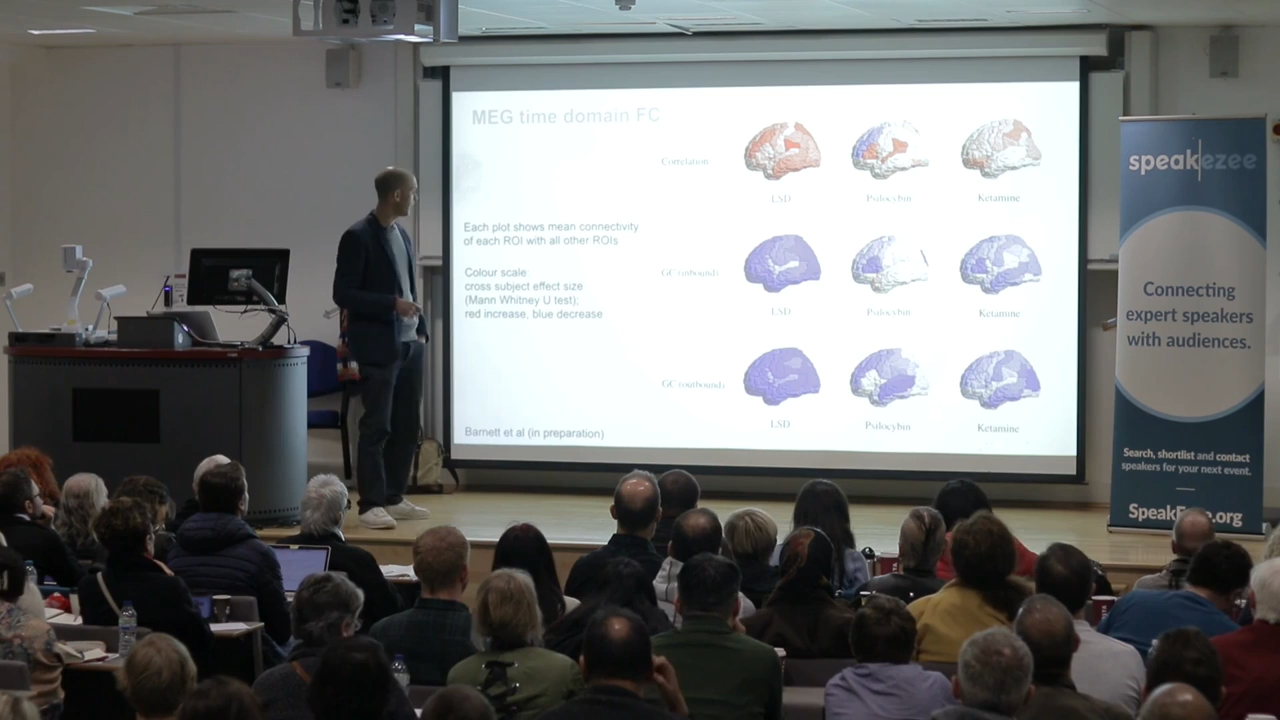 MEG time domain FC
Correlation
LSD
Psilocybin
Ketamine
Each plot shows mean connectivity
of each ROI with all other ROIs
Colour scale:
cross subject effect size
(Mann Whitney U test);
red increase, blue decrease
GC (inbound)
LSD
Psilocybin
Ketamine
GC (outbound)
LSD
Psilocybin
Ketamine
Barnett et al (in preparation)
speak|ezee
Connecting
expert speakers
with audiences.
Search, shortlist and contact
speakers for your next event.